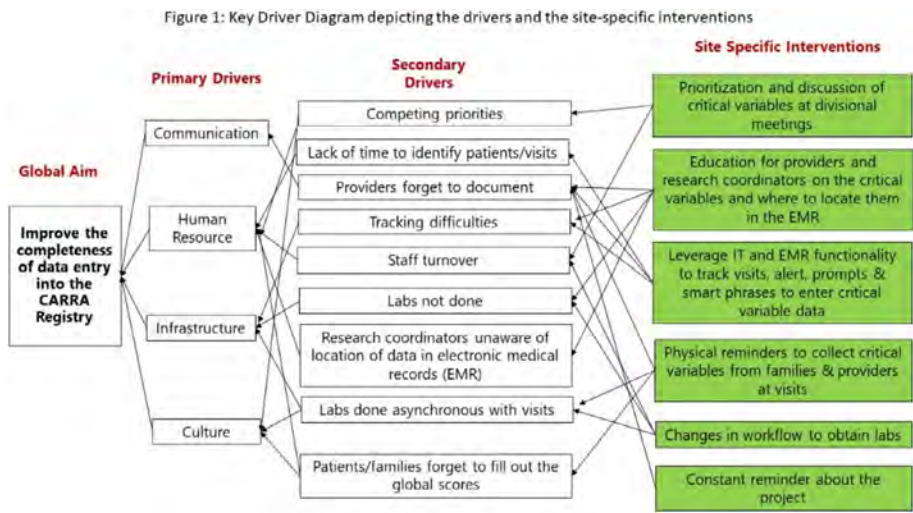 Figure 1: Key Driver Diagram depicting the drivers and the site-specific interventions
Global Aim
Improve the
completeness
of data entry
into the
CARRA
Registry
Primary Drivers
Communication
Human
Resource
Infrastructure
Culture
Secondary
Drivers
Competing priorities
Lack of time to identify patients/visits
Providers forget to document
Tracking difficulties
Staff turnover
Labs not done
Research coordinators unaware of
location of data in electronic medical
records (EMR)
Labs done asynchronous with visits
Patients/families forget to fill out the
global scores
Site Specific Interventions
Prioritization and discussion of
critical variables at divisional
meetings
Education for providers and
research coordinators on the critical
variables and where to locate them
in the EMR
Leverage IT and EMR functionality
to track visits, alert, prompts &
smart phrases to enter critical
variable data
Physical reminders to collect critical
variables from families & providers
at visits
Changes in workflow to obtain labs
Constant reminder about the
project